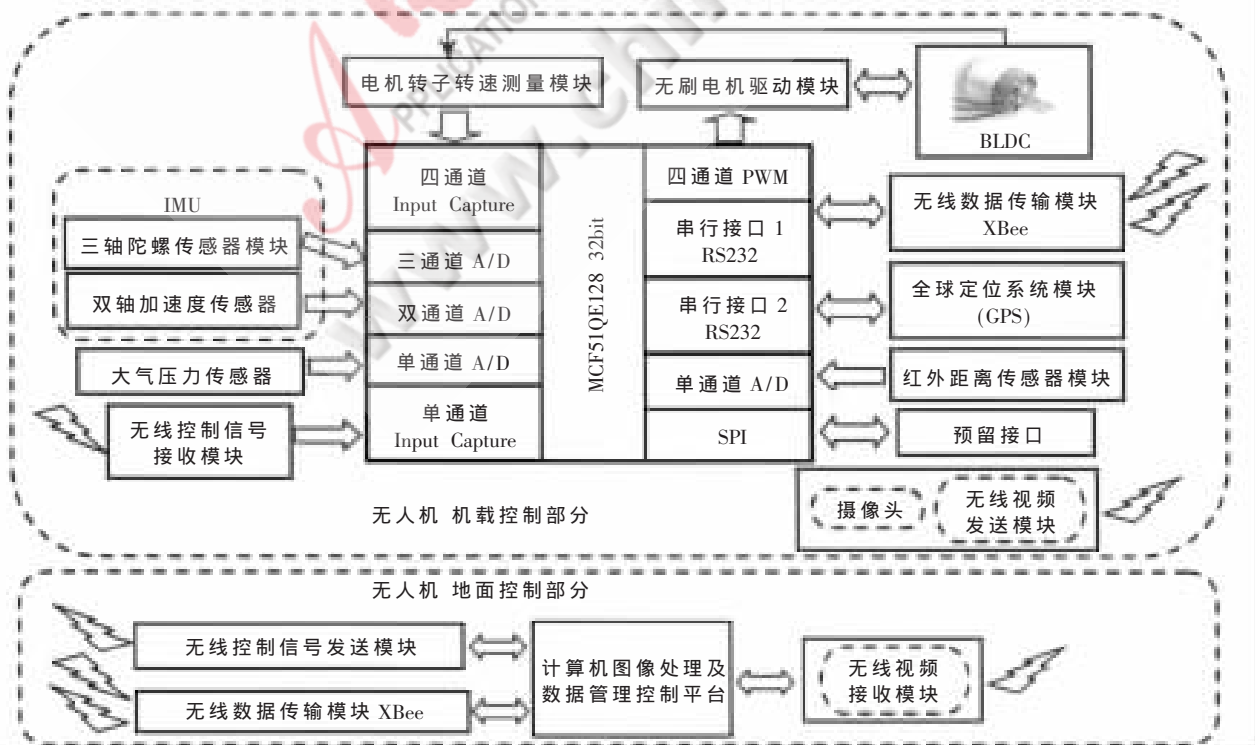 电机转子转速测量模块
无刷电机驱动模块
BLDC
四通道
Input Capture
三通道 A/D
双通道 A/D
单通道 A/D
单通道
Input Capture
MCF51QE128 32bit
四通道 PWM
串行接口 1
RS232
串行接口 2
RS232
单通道 A/D
SPI
IMU
三轴陀螺传感器模块
双轴加速度传感器
大气压力传感器
无线控制信号
接收模块
无线数据传输模块
XBee
全球定位系统模块
(GPS)
红外距离传感器模块
预留接口
摄像头
无线视频
发送模块
无人机 机载控制部分
无人机 地面控制部分
无线控制信号发送模块
无线数据传输模块 XBee
计算机图像处理及
数据管理控制平台
无线视频
接收模块